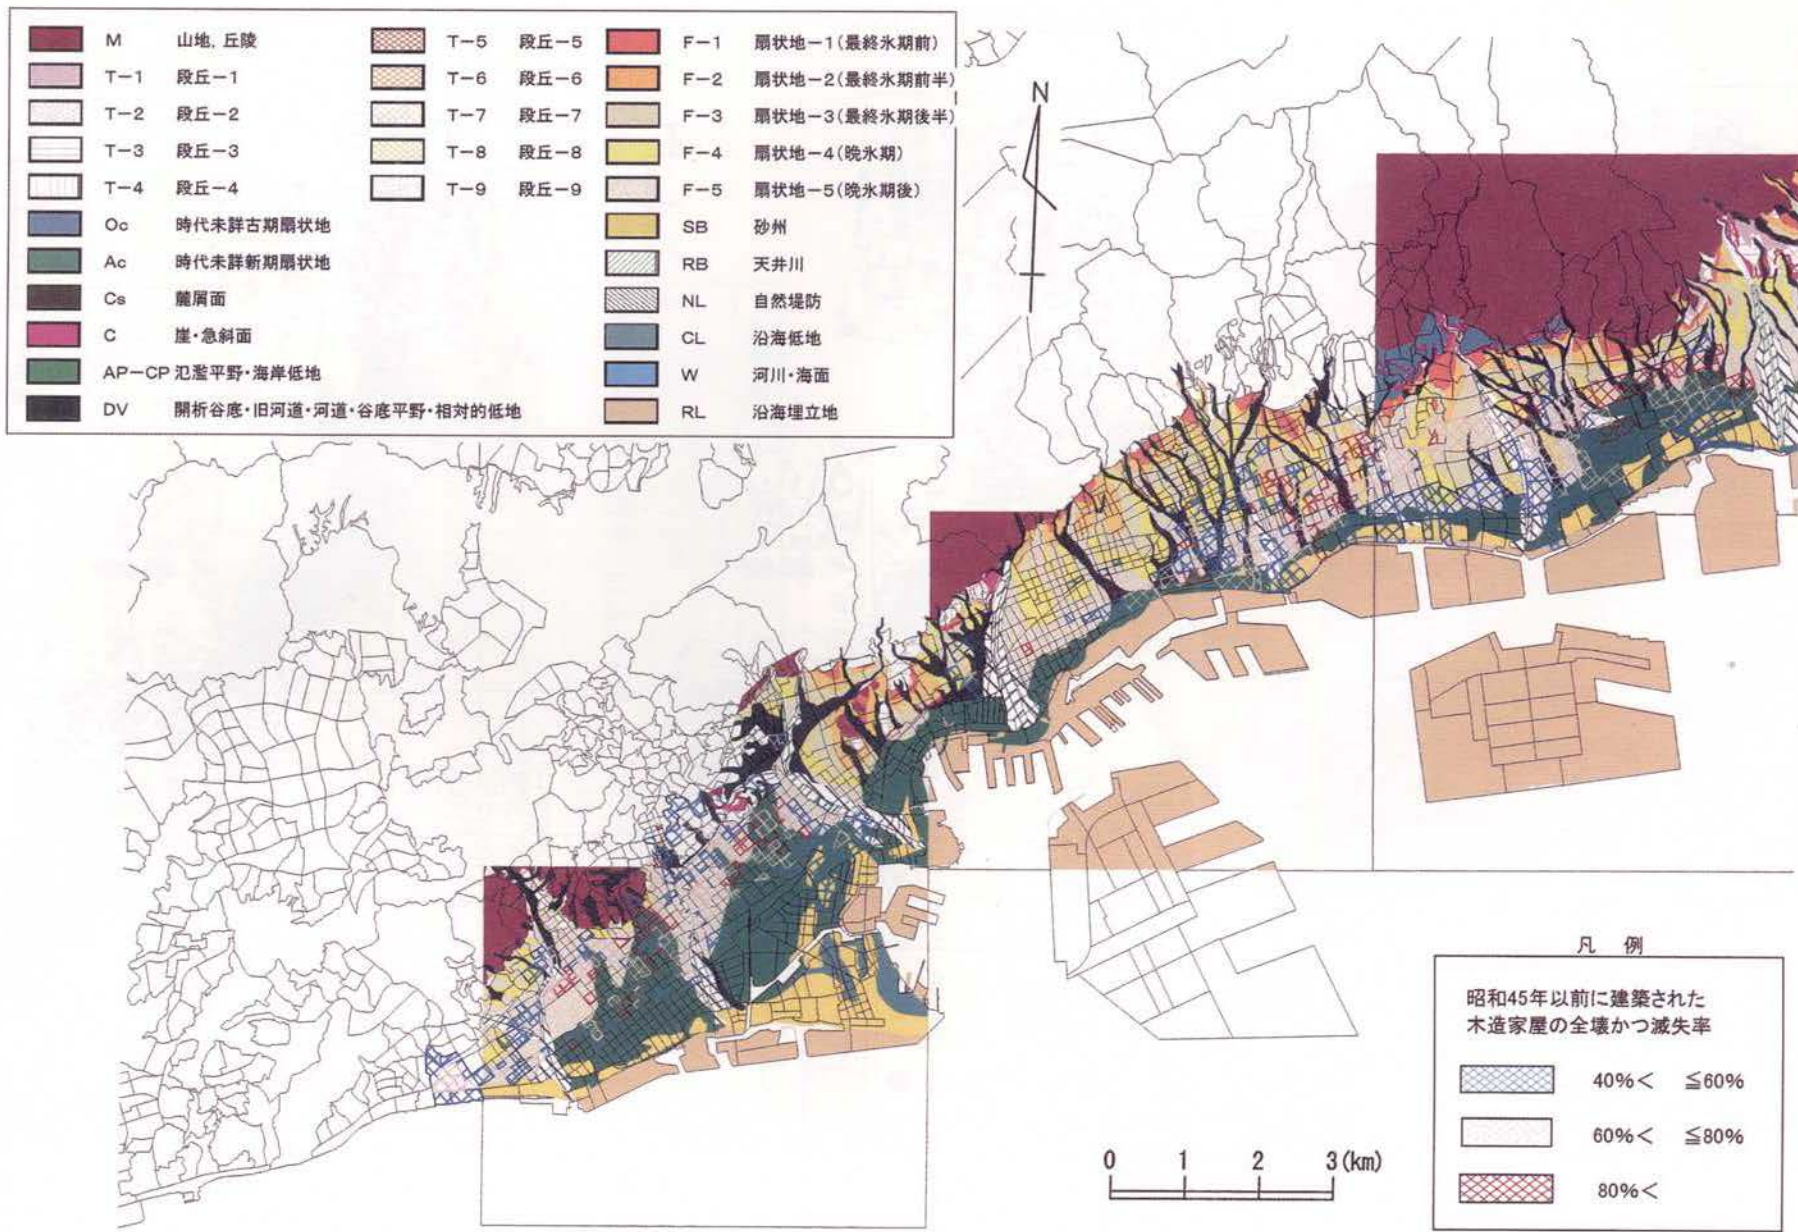 M 山地, 丘陵
T-1 段丘-1
T-2 段丘-2
T-3 段丘-3
T-4 段丘-4
Oc 時代未詳古期扇状地
Ac 時代未詳新期扇状地
Cs 麓屑面
C 崖・急斜面
AP-CP 氾濫平野・海岸低地
DV 開析谷底・旧河道・河道・谷底平野・相対的低地
T-5 段丘-5
T-6 段丘-6
T-7 段丘-7
T-8 段丘-8
T-9 段丘-9
F-1 扇状地-1(最終氷期前)
F-2 扇状地-2(最終氷期前半)
F-3 扇状地-3(最終氷期後半)
F-4 扇状地-4(晩氷期)
F-5 扇状地-5(晩氷期後)
SB 砂州
RB 天井川
NL 自然堤防
CL 沿海低地
W 河川・海面
RL 沿海埋立地
N
凡例
昭和45年以前に建築された
木造家屋の全壊かつ滅失率
40%< ≦60%
60%< ≦80%
80%<
0 1 2 3(km)